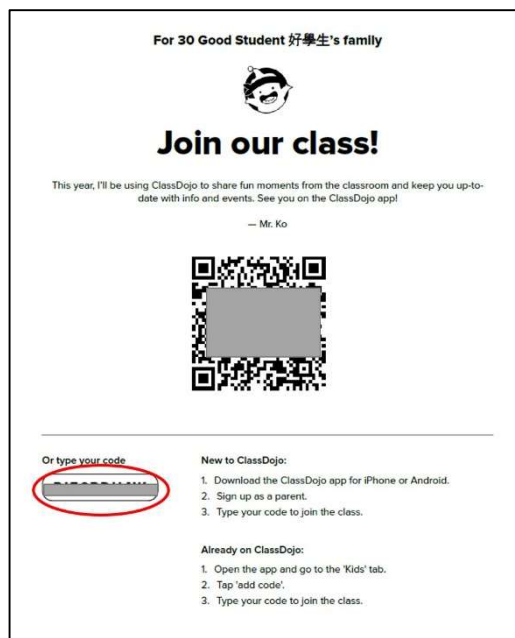 For 30 Good Student 好學生's family
Join our class!
This year, I'll be using ClassDojo to share fun moments from the classroom and keep you up-to-
date with info and events. See you on the ClassDojo app!
— Mr. Ko
Or type your code
New to ClassDojo:
1. Download the ClassDojo app for iPhone or Android.
2. Sign up as a parent.
3. Type your code to join the class.
Already on ClassDojo:
1. Open the app and go to the 'Kids' tab.
2. Tap 'add code'.
3. Type your code to join the class.